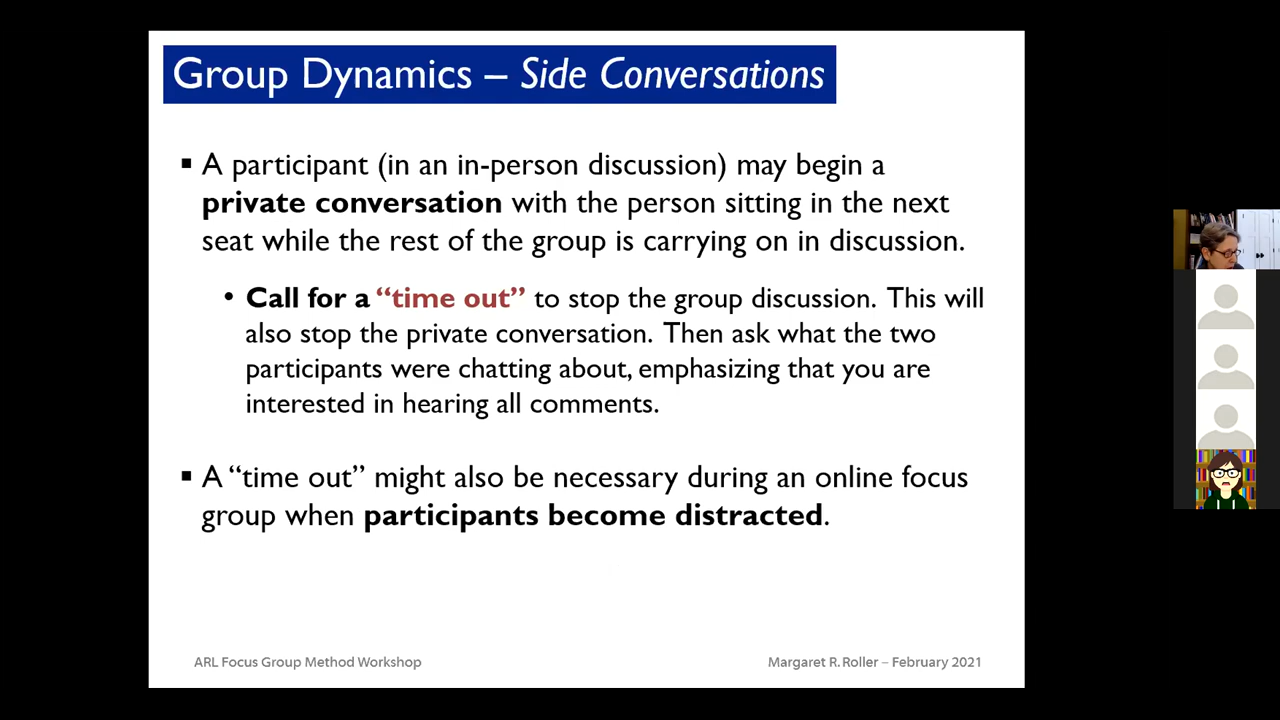 Group Dynamics – Side Conversations
▪ A participant (in an in-person discussion) may begin a
private conversation with the person sitting in the next
seat while the rest of the group is carrying on in discussion.
• Call for a “time out” to stop the group discussion. This will
also stop the private conversation. Then ask what the two
participants were chatting about, emphasizing that you are
interested in hearing all comments.
▪ A “time out” might also be necessary during an online focus
group when participants become distracted.
ARL Focus Group Method Workshop
Margaret R. Roller – February 2021